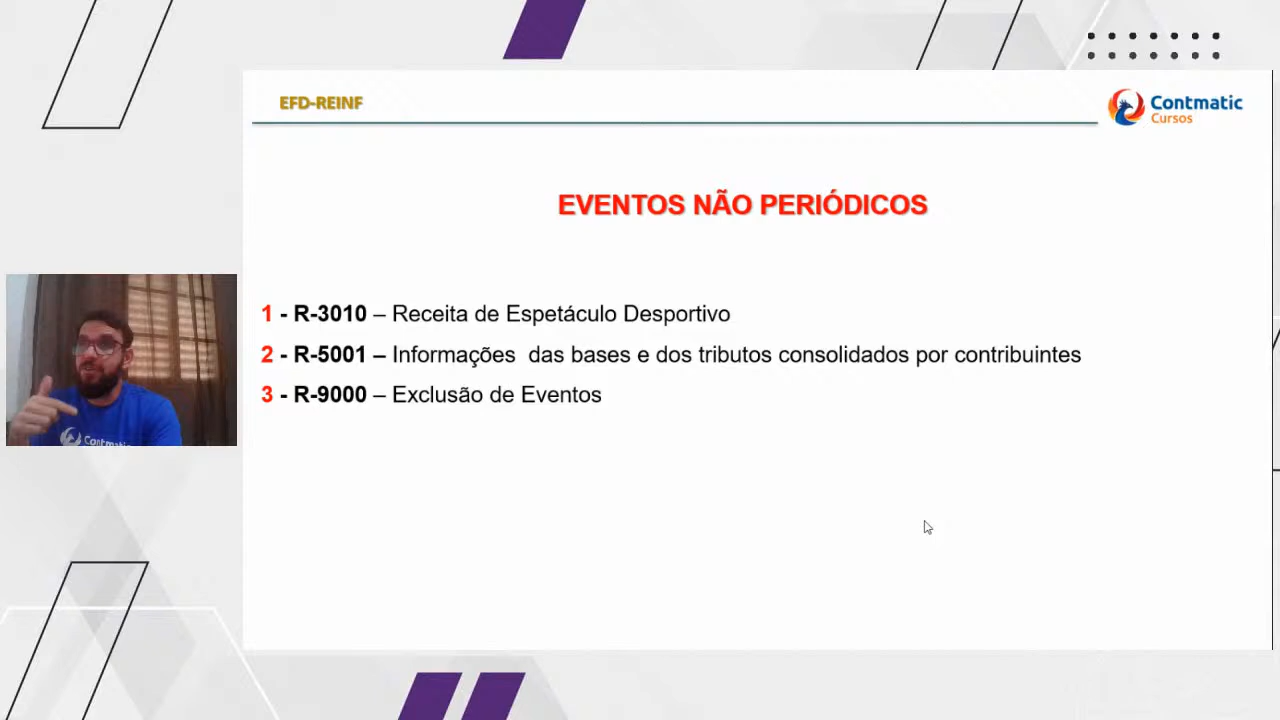 EFD-REINF
Contmatic
Cursos
EVENTOS NÃO PERIÓDICOS
1 - R-3010 – Receita de Espetáculo Desportivo
2 - R-5001 – Informações das bases e dos tributos consolidados por contribuintes
3 - R-9000 – Exclusão de Eventos
Contmatic